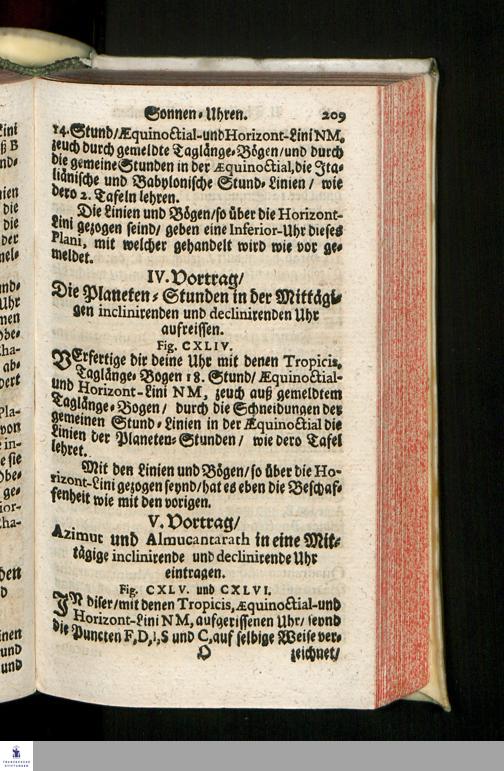 Sonnen-Uhren. 209
14. Stund/Æquinoctial-und Horizont-Lini NM,
zeuch durch gemeldte Taglänge-Bögen/und durch
die gemeine Stunden in der Æquinoctial, die Ita-
liänische und Babylonische Stund-Linien/ wie
dero 2. Tafeln lehren.
Die Linien und Bögen/so über die Horizont-
Lini gezogen seind/ geben eine Inferior-Uhr dieses
Plani, mit welcher gehandelt wird wie vor ge-
meldet.
IV. Vortrag/
Die Planeten-Stunden in der Mittägi-
gen inclinirenden und declinirenden Uhr
aufreissen.
Fig. CXLIV.
VErfertige dir deine Uhr mit denen Tropicis,
Taglänge-Bogen 18. Stund/ Æquinoctial-
und Horizont-Lini NM, zeuch auß gemeldtem
Taglänge-Bogen/ durch die Schneidungen der
gemeinen Stund-Linien in der Æquinoctial die
Linien der Planeten-Stunden/ wie dero Tafel
lehret.
Mit den Linien und Bögen/so über die Ho-
rizont-Lini gezogen seynd/hat es eben die Beschaf-
fenheit wie mit den vorigen.
V. Vortrag/
Azimut und Almucantarath in eine Mit-
tägige inclinirende und declinirende Uhr
eintragen.
Fig. CXLV. und CXLVI.
IN diser/mit denen Tropicis, Æquinoctial-und
Horizont-Lini NM, aufgerissenen Uhr/ seynd
die Puncten F, D, I, S und C, auf selbige Weise ver-
O zeichnet/